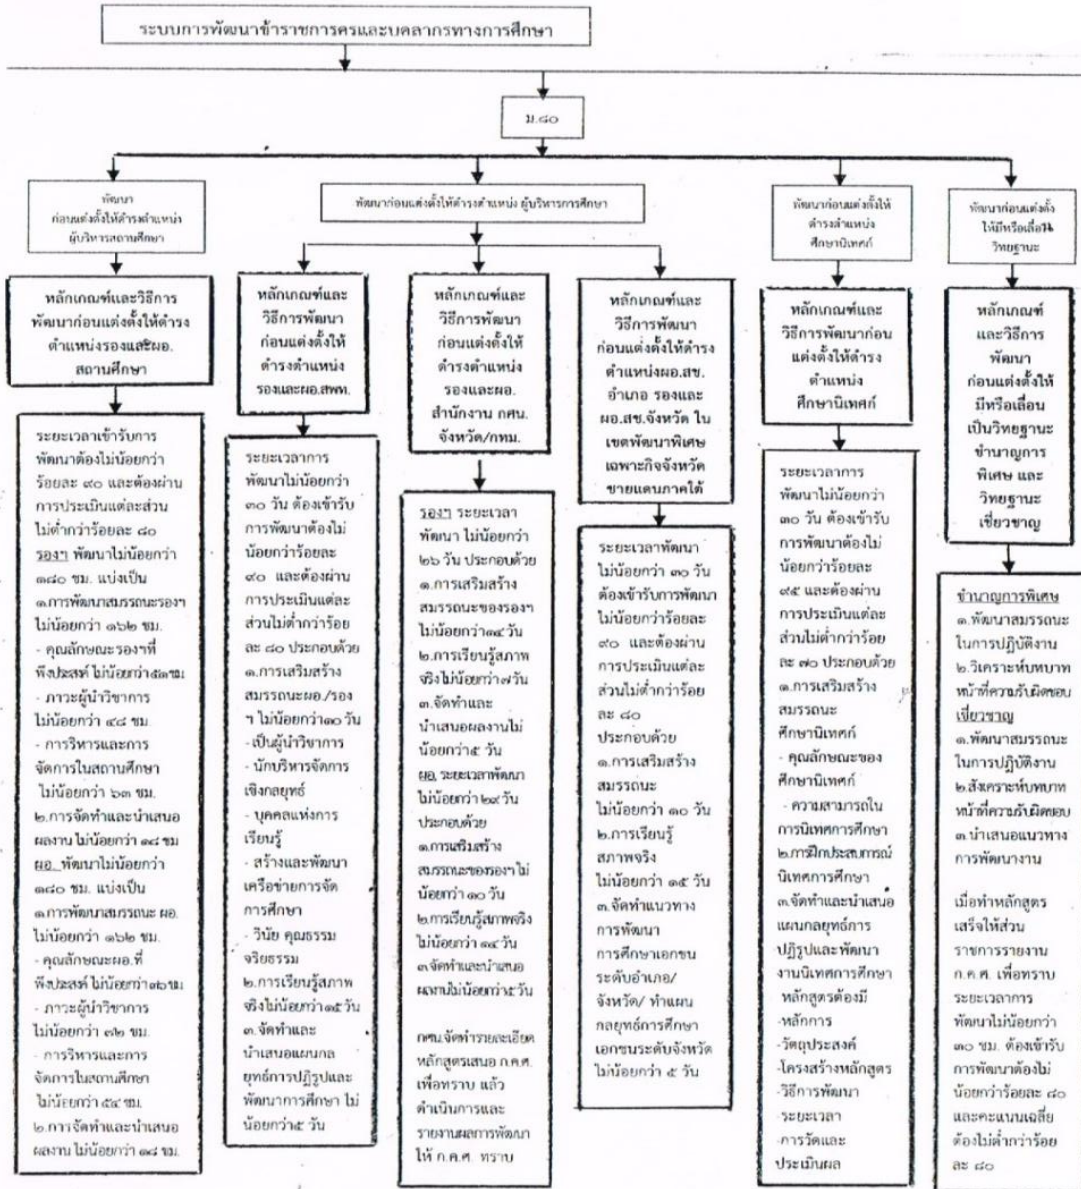 ระบบการพัฒนาข้าราชการครูและบุคลากรทางการศึกษา
ม.๘๐
พัฒนา
ก่อนแต่งตั้งให้ดำรงตำแหน่ง
ผู้บริหารสถานศึกษา
พัฒนาก่อนแต่งตั้งให้ดำรงตำแหน่ง ผู้บริหารการศึกษา
พัฒนาก่อนแต่งตั้งให้
ดำรงตำแหน่ง
ศึกษานิเทศก์
พัฒนาก่อนแต่งตั้ง
ให้มีหรือเลื่อน
วิทยฐานะ
หลักเกณฑ์และวิธีการ
พัฒนาก่อนแต่งตั้งให้ดำรง
ตำแหน่งรองและผอ.
สถานศึกษา
ระยะเวลาเข้ารับการ
พัฒนาต้องไม่น้อยกว่า
ร้อยละ ๙๐ และต้องผ่าน
การประเมินแต่ละส่วน
ไม่ต่ำกว่าร้อยละ ๘๐
รองฯ พัฒนาไม่น้อยกว่า
๑๘๐ ชม. แบ่งเป็น
๑.การพัฒนาสมรรถนะรองฯ
ไม่น้อยกว่า ๑๖๒ ชม.
- คุณลักษณะรองฯที่
พึงประสงค์ ไม่น้อยกว่า๕๑ชม
- ภาวะผู้นำวิชาการ
ไม่น้อยกว่า ๔๘ ชม.
- การริหารและการ
จัดการในสถานศึกษา
ไม่น้อยกว่า ๖๓ ชม.
๒.การจัดทำและนำเสนอ
ผลงาน ไม่น้อยกว่า ๑๘ ชม
ผอ. พัฒนาไม่น้อยกว่า
๑๘๐ ชม. แบ่งเป็น
๑.การพัฒนาสมรรถนะ ผอ.
ไม่น้อยกว่า ๑๖๒ ชม.
- คุณลักษณะผอ.ที่
พึงประสงค์ ไม่น้อยกว่า๓๖ชม
- ภาวะผู้นำวิชาการ
ไม่น้อยกว่า ๗๒ ชม.
- การริหารและการ
จัดการในสถานศึกษา
ไม่น้อยกว่า ๕๔ ชม.
๒.การจัดทำและนำเสนอ
ผลงาน ไม่น้อยกว่า ๑๘ ชม.
หลักเกณฑ์และ
วิธีการพัฒนา
ก่อนแต่งตั้งให้
ดำรงตำแหน่ง
รองและผอ.สพท.
ระยะเวลาการ
พัฒนาไม่น้อยกว่า
๓๐ วัน ต้องเข้ารับ
การพัฒนาต้องไม่
น้อยกว่าร้อยละ
๙๐ และต้องผ่าน
การประเมินแต่ละ
ส่วนไม่ต่ำกว่าร้อย
ละ ๘๐ ประกอบด้วย
๑.การเสริมสร้าง
สมรรถนะผอ./รอง
ฯ ไม่น้อยกว่า๑๐ วัน
-เป็นผู้นำวิชาการ
- นักบริหารจัดการ
เชิงกลยุทธ์
- บุคคลแห่งการ
เรียนรู้
- สร้างและพัฒนา
เครือข่ายการจัด
การศึกษา
- วินัย คุณธรรม
จริยธรรม
๒.การเรียนรู้สภาพ
จริงไม่น้อยกว่า๑๕วัน
๓. จัดทำและ
นำเสนอแผนกล
ยุทธ์การปฏิรูปและ
พัฒนาการศึกษา ไม่
น้อยกว่า๕ วัน
หลักเกณฑ์และ
วิธีการพัฒนา
ก่อนแต่งตั้งให้
ดำรงตำแหน่ง
รองและผอ.
สำนักงาน กศน.
จังหวัด/กทม.
รองฯ ระยะเวลา
พัฒนา ไม่น้อยกว่า
๒๖ วัน ประกอบด้วย
๑.การเสริมสร้าง
สมรรถนะของรองฯ
ไม่น้อยกว่า๑๔วัน
๒.การเรียนรู้สภาพ
จริงไม่น้อยกว่า๗วัน
๓.จัดทำและ
นำเสนอผลงานไม่
น้อยกว่า๕ วัน
ผอ. ระยะเวลาพัฒนา
ไม่น้อยกว่า๒๙วัน
ประกอบด้วย
๑.การเสริมสร้าง
สมรรถนะของรองฯ ไม่
น้อยกว่า ๑๐ วัน
๒.การเรียนรู้สภาพจริง
ไม่น้อยกว่า๑๔วัน
๓.จัดทำและนำเสนอ
ผลงานไม่น้อยกว่า๕วัน
กศน.จัดทำรายละเอียด
หลักสูตรเสนอ ก.ค.ศ.
เพื่อทราบ แล้ว
ดำเนินการและ
รายงานผลการพัฒนา
ให้ ก.ค.ศ. ทราบ
หลักเกณฑ์และ
วิธีการพัฒนา
ก่อนแต่งตั้งให้ดำรง
ตำแหน่งผอ.สช.
อำเภอ รองและ
ผอ.สช.จังหวัด ใน
เขตพัฒนาพิเศษ
เฉพาะกิจจังหวัด
ชายแดนภาคใต้
ระยะเวลาพัฒนา
ไม่น้อยกว่า ๓๐ วัน
ต้องเข้ารับการพัฒนา
ไม่น้อยกว่าร้อยละ
๙๐ และต้องผ่าน
การประเมินแต่ละ
ส่วนไม่ต่ำกว่าร้อย
ละ ๘๐
ประกอบด้วย
๑.การเสริมสร้าง
สมรรถนะ
ไม่น้อยกว่า ๑๐ วัน
๒.การเรียนรู้
สภาพจริง
ไม่น้อยกว่า ๑๕ วัน
๓.จัดทำแนวทาง
การพัฒนา
การศึกษาเอกชน
ระดับอำเภอ/
จังหวัด/ ทำแผน
กลยุทธ์การศึกษา
เอกชนระดับจังหวัด
ไม่น้อยกว่า ๕ วัน
หลักเกณฑ์และ
วิธีการพัฒนาก่อน
แต่งตั้งให้ดำรง
ตำแหน่ง
ศึกษานิเทศก์
ระยะเวลาการ
พัฒนาไม่น้อยกว่า
๓๐ วัน ต้องเข้ารับ
การพัฒนาต้องไม่
น้อยกว่าร้อยละ
๙๕ และต้องผ่าน
การประเมินแต่ละ
ส่วนไม่ต่ำกว่าร้อย
ละ ๗๐ ประกอบด้วย
๑.การเสริมสร้าง
สมรรถนะ
ศึกษานิเทศก์
- คุณลักษณะของ
ศึกษานิเทศก์
- ความสามารถใน
การนิเทศการศึกษา
๒.การฝึกประสบการณ์
นิเทศการศึกษา
๓.จัดทำและนำเสนอ
แผนกลยุทธ์การ
ปฏิรูปและพัฒนา
งานนิเทศการศึกษา
หลักสูตรต้องมี
-หลักการ
-วัตถุประสงค์
-โครงสร้างหลักสูตร
-วิธีการพัฒนา
-ระยะเวลา
-การวัดและ
ประเมินผล
หลักเกณฑ์
และวิธีการ
พัฒนา
ก่อนแต่งตั้งให้
มีหรือเลื่อน
เป็นวิทยฐานะ
ชำนาญการ
พิเศษ และ
วิทยฐานะ
เชี่ยวชาญ
ชำนาญการพิเศษ
๑.พัฒนาสมรรถนะ
ในการปฏิบัติงาน
๒.วิเคราะห์บทบาท
หน้าที่ความรับผิดชอบ
เชี่ยวชาญ
๑.พัฒนาสมรรถนะ
ในการปฏิบัติงาน
๒.สังเคราะห์บทบาท
หน้าที่ความรับผิดชอบ
๓.นำเสนอแนวทาง
การพัฒนางาน
เมื่อทำหลักสูตร
เสร็จให้ส่วน
ราชการรายงาน
ก.ค.ศ. เพื่อทราบ
ระยะเวลาการ
พัฒนาไม่น้อยกว่า
๓๐ ชม. ต้องเข้ารับ
การพัฒนาต้องไม่
น้อยกว่าร้อยละ ๘๐
และคะแนนเฉลี่ย
ต้องไม่ต่ำกว่าร้อย
ละ ๘๐